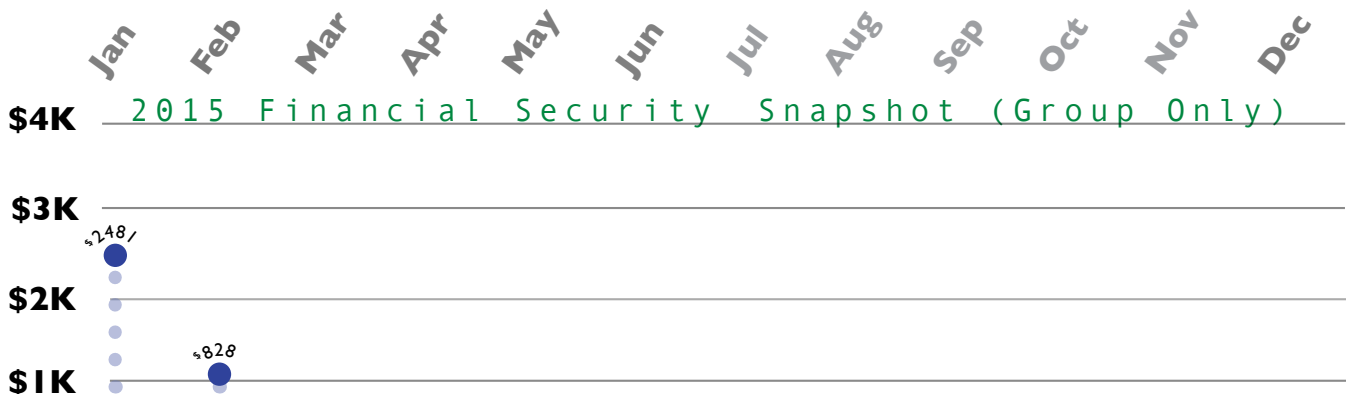 Jan Feb Mar Apr May Jun Jul Aug Sep Oct Nov Dec
2015 Financial Security Snapshot (Group Only)
$4K
$3K
$2481
$2K
$828
$1K